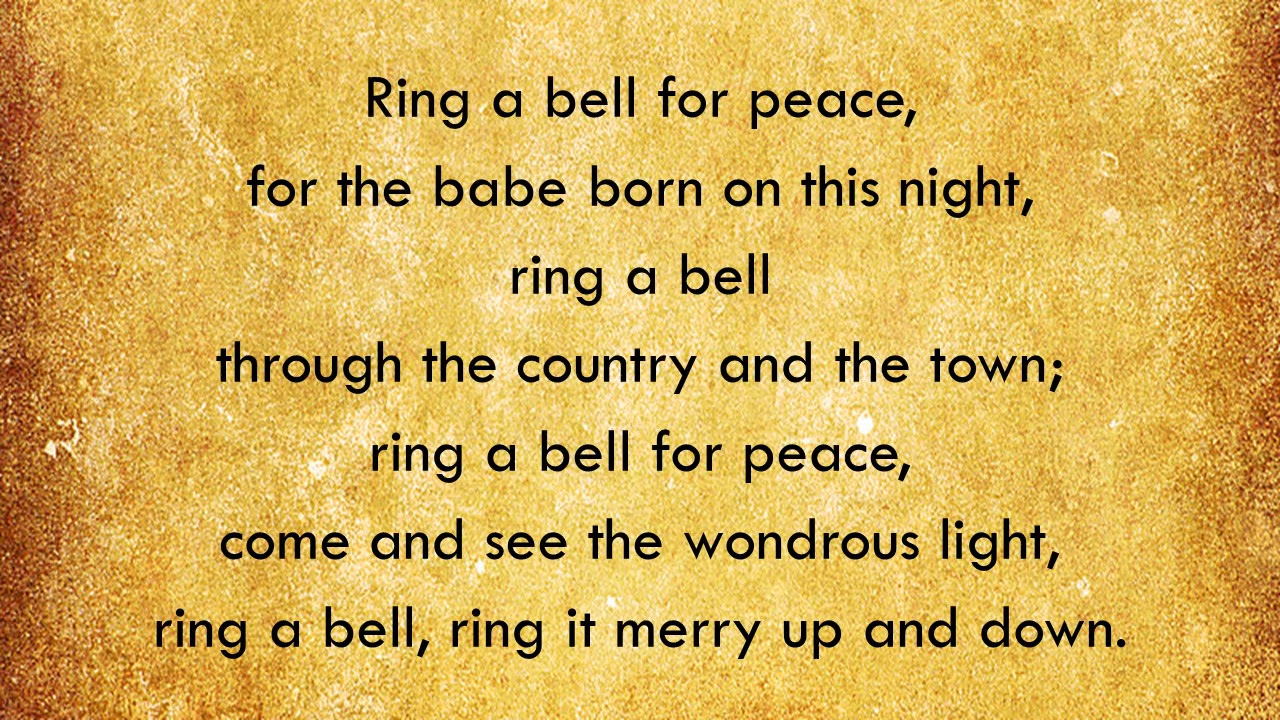 Ring a bell for peace,
for the babe born on this night,
ring a bell
through the country and the town;
ring a bell for peace,
come and see the wondrous light,
ring a bell, ring it merry up and down.